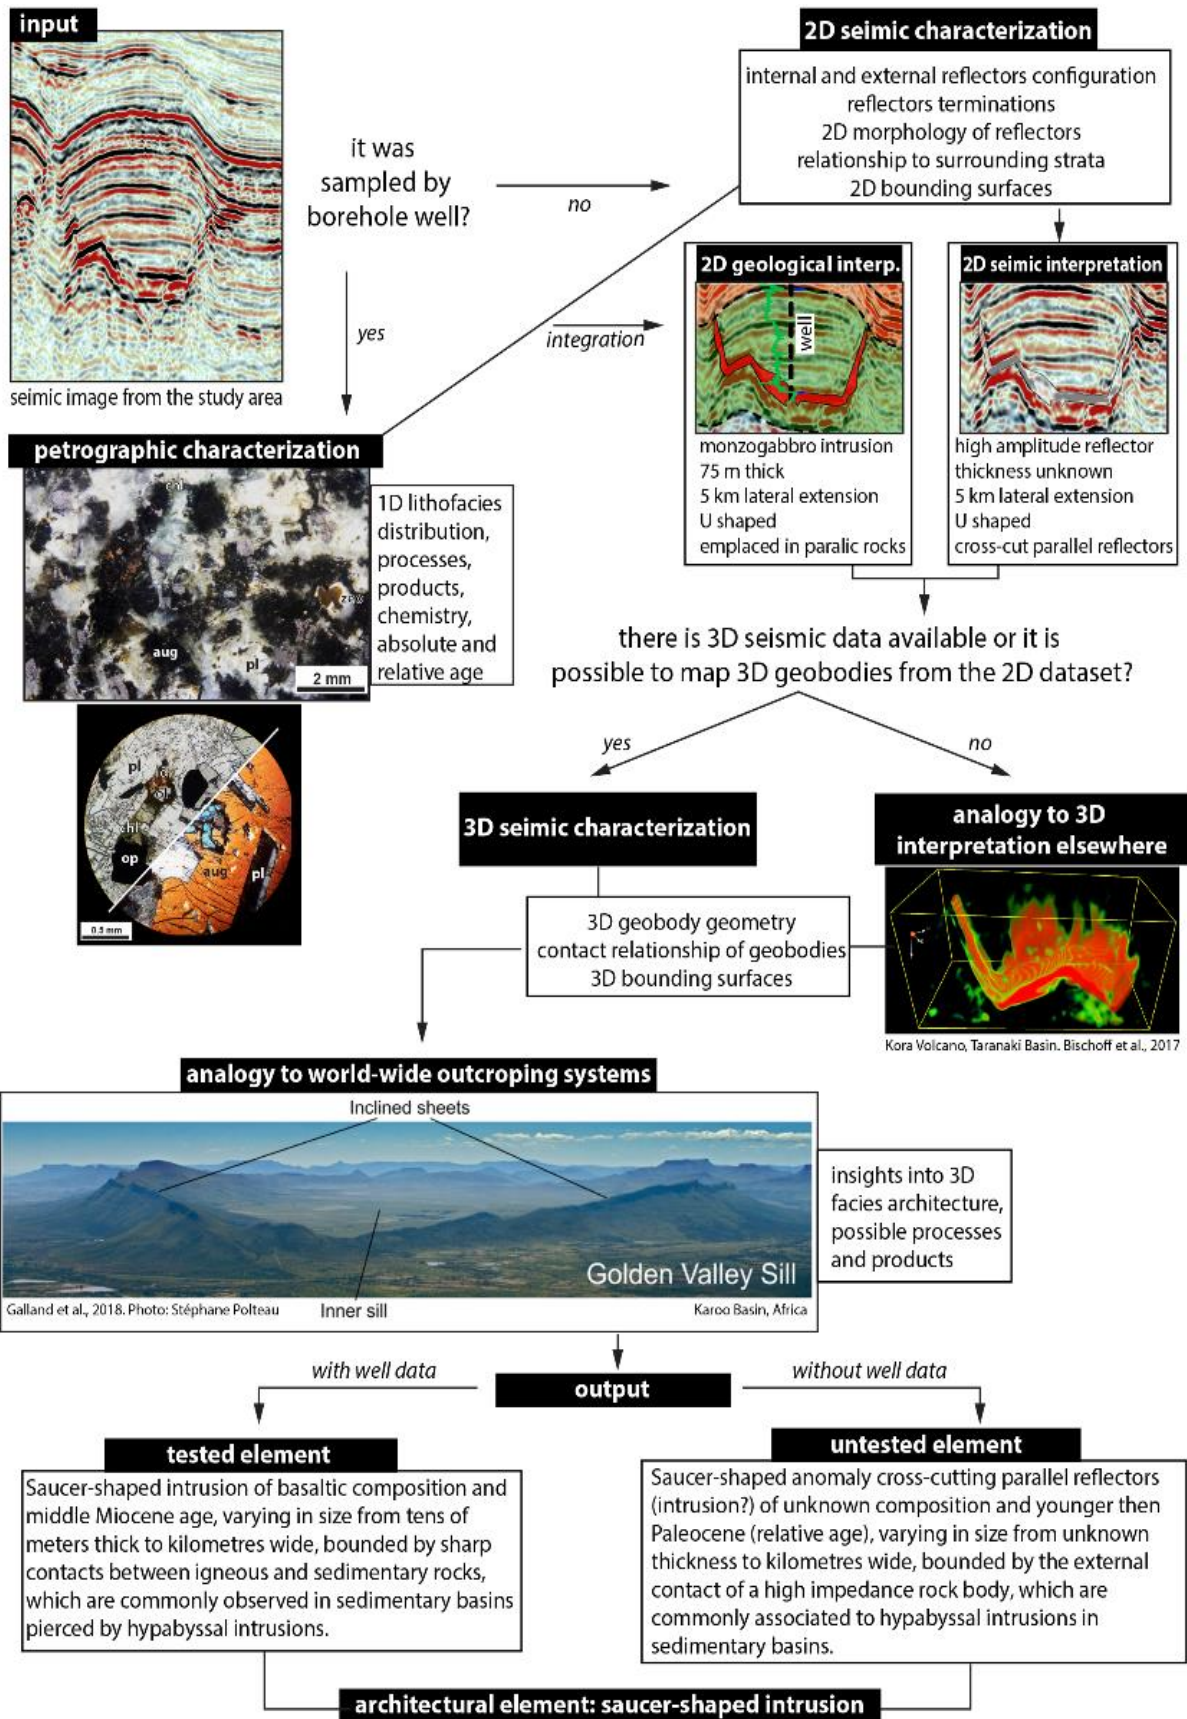 input
seimic image from the study area
it was
sampled by
borehole well?
no
yes
2D seimic characterization
internal and external reflectors configuration
reflectors terminations
2D morphology of reflectors
relationship to surrounding strata
2D bounding surfaces
integration
2D geological interp.
well
monzogabbro intrusion
75 m thick
5 km lateral extension
U shaped
emplaced in paralic rocks
2D seimic interpretation
high amplitude reflector
thickness unknown
5 km lateral extension
U shaped
cross-cut parallel reflectors
petrographic characterization
chl
aug
pl
2 mm
1D lithofacies
distribution,
processes,
products,
chemistry,
absolute and
relative age
pl
chl
op
aug
pl
0.5 mm
there is 3D seismic data available or it is
possible to map 3D geobodies from the 2D dataset?
yes
no
3D seimic characterization
3D geobody geometry
contact relationship of geobodies
3D bounding surfaces
analogy to 3D
interpretation elsewhere
Kora Volcano, Taranaki Basin. Bischoff et al., 2017
analogy to world-wide outcroping systems
Inclined sheets
Golden Valley Sill
Galland et al., 2018. Photo: Stéphane Polteau
Inner sill
Karoo Basin, Africa
insights into 3D
facies architecture,
possible processes
and products
with well data
output
without well data
tested element
Saucer-shaped intrusion of basaltic composition and
middle Miocene age, varying in size from tens of
meters thick to kilometres wide, bounded by sharp
contacts between igneous and sedimentary rocks,
which are commonly observed in sedimentary basins
pierced by hypabyssal intrusions.
untested element
Saucer-shaped anomaly cross-cutting parallel reflectors
(intrusion?) of unknown composition and younger then
Paleocene (relative age), varying in size from unknown
thickness to kilometres wide, bounded by the external
contact of a high impedance rock body, which are
commonly associated to hypabyssal intrusions in
sedimentary basins.
architectural element: saucer-shaped intrusion